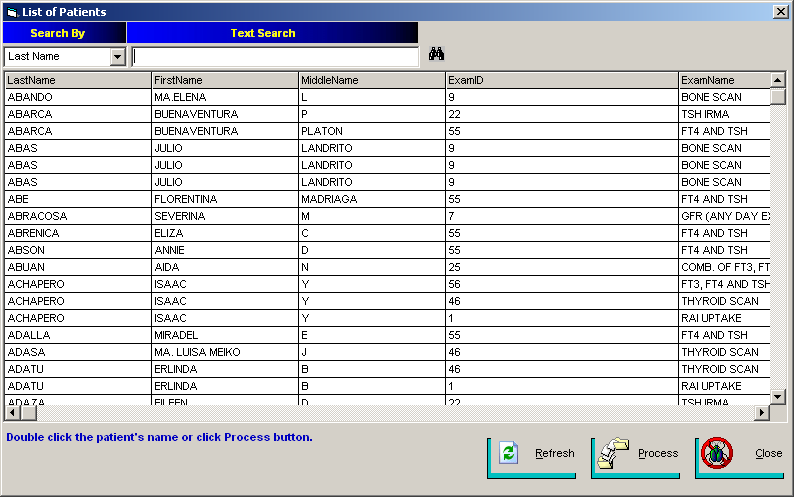 List of Patients
Search By Text Search
Last Name
LastName FirstName MiddleName ExamID ExamName
ABANDO MA.ELENA L 9 BONE SCAN
ABARCA BUENAVENTURA P 22 TSH IRMA
ABARCA BUENAVENTURA PLATON 55 FT4 AND TSH
ABAS JULIO LANDRITO 9 BONE SCAN
ABAS JULIO LANDRITO 9 BONE SCAN
ABAS JULIO LANDRITO 9 BONE SCAN
ABE FLORENTINA MADRIAGA 55 FT4 AND TSH
ABRACOSA SEVERINA M 7 GFR (ANY DAY EX
ABRENICA ELIZA C 55 FT4 AND TSH
ABSON ANNIE D 55 FT4 AND TSH
ABUAN AIDA N 25 COMB. OF FT3, FT
ACHAPERO ISAAC Y 56 FT3, FT4 AND TSH
ACHAPERO ISAAC Y 46 THYROID SCAN
ACHAPERO ISAAC Y 1 RAI UPTAKE
ADALLA MIRADEL E 55 FT4 AND TSH
ADASA MA. LUISA MEIKO J 46 THYROID SCAN
ADATU ERLINDA B 46 THYROID SCAN
ADATU ERLINDA B 1 RAI UPTAKE
ADAZA EILEEN D 22 TSH IRMA
Double click the patient's name or click Process button.
Refresh Process Close